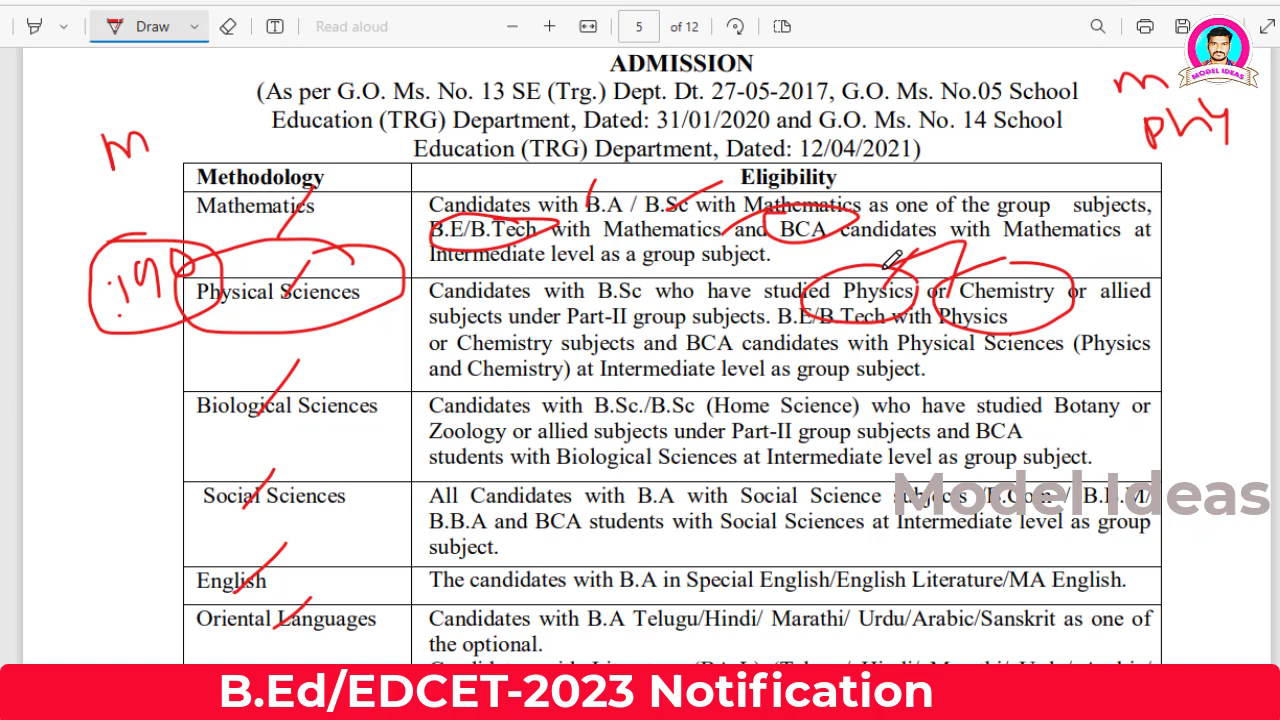 Draw
Read aloud
5
of 12
MODEL IDEAS
ADMISSION
(As per G.O. Ms. No. 13 SE (Trg.) Dept. Dt. 27-05-2017, G.O. Ms. No.05 School
Education (TRG) Department, Dated: 31/01/2020 and G.O. Ms. No. 14 School
Education (TRG) Department, Dated: 12/04/2021)
m
phy
m
Methodology
Eligibility
Mathematics
Candidates with B.A / B.Sc with Mathematics as one of the group subjects,
B.E/B.Tech with Mathematics and BCA candidates with Mathematics at
Intermediate level as a group subject.
Physical Sciences
Candidates with B.Sc who have studied Physics or Chemistry or allied
subjects under Part-II group subjects. B.E/B.Tech with Physics
or Chemistry subjects and BCA candidates with Physical Sciences (Physics
and Chemistry) at Intermediate level as group subject.
Biological Sciences
Candidates with B.Sc./B.Sc (Home Science) who have studied Botany or
Zoology or allied subjects under Part-II group subjects and BCA
students with Biological Sciences at Intermediate level as group subject.
Social Sciences
All Candidates with B.A with Social Science subjects /B.Com / B.B.M/
B.B.A and BCA students with Social Sciences at Intermediate level as group
subject.
Model Ideas
English
The candidates with B.A in Special English/English Literature/MA English.
Oriental Languages
Candidates with B.A Telugu/Hindi/ Marathi/ Urdu/Arabic/Sanskrit as one of
the optional.
B.Ed/EDCET-2023 Notification